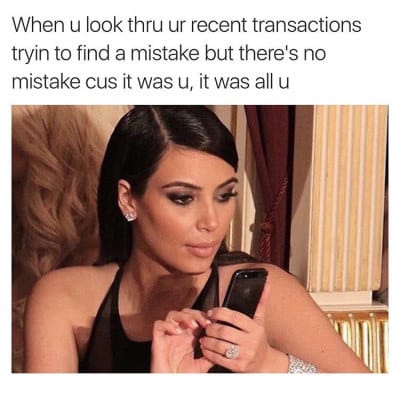 When u look thru ur recent transactions
tryin to find a mistake but there's no
mistake cus it was u, it was all u